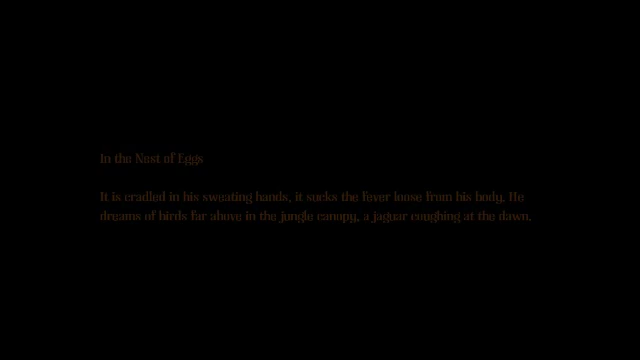 In the Nest of Eggs
It is cradled in his sweating hands, it sucks the fever loose from his body. He
dreams of birds far above in the jungle canopy, a jaguar coughing at the dawn.